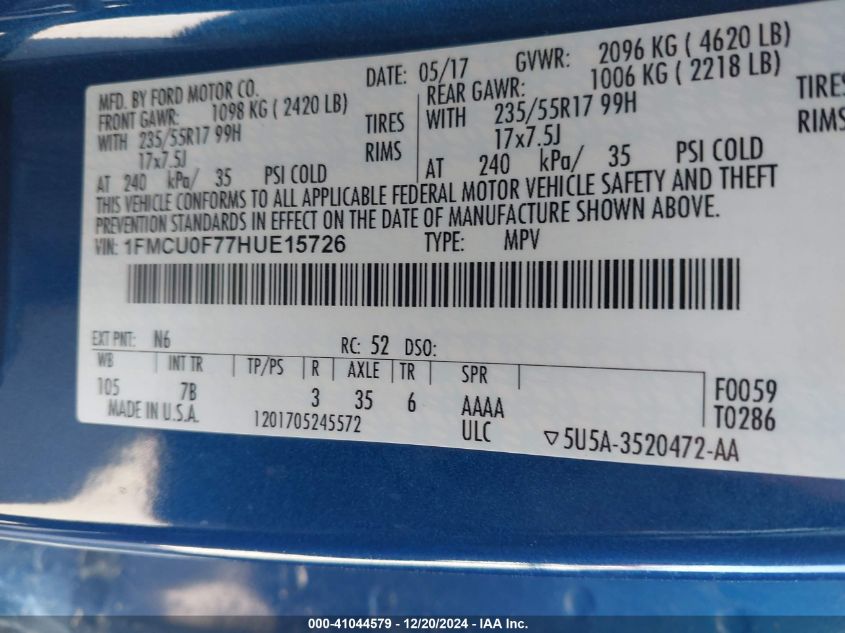 MFD. BY FORD MOTOR CO.
DATE: 05/17 GVWR: 2096 KG ( 4620 LB)
FRONT GAWR: 1098 KG ( 2420 LB)
REAR GAWR: 1006 KG ( 2218 LB)
WITH 235/55R17 99H TIRES
WITH 235/55R17 99H TIRES
17x7.5J RIMS
17x7.5J RIMS
AT 240 kPa/ 35 PSI COLD
AT 240 kPa/ 35 PSI COLD
THIS VEHICLE CONFORMS TO ALL APPLICABLE FEDERAL MOTOR VEHICLE SAFETY AND THEFT
PREVENTION STANDARDS IN EFFECT ON THE DATE OF MANUFACTURE SHOWN ABOVE.
VIN: 1FMCU0F77HUE15726 TYPE: MPV
EXT PNT: N6 RC: 52 DSO:
WB INT TR TP/PS R AXLE TR SPR
105 7B 3 35 6 AAAA F0059
MADE IN U.S.A. 1201705245572 ULC T0286
5U5A-3520472-AA
000-41044579 - 12/20/2024 - IAA Inc.